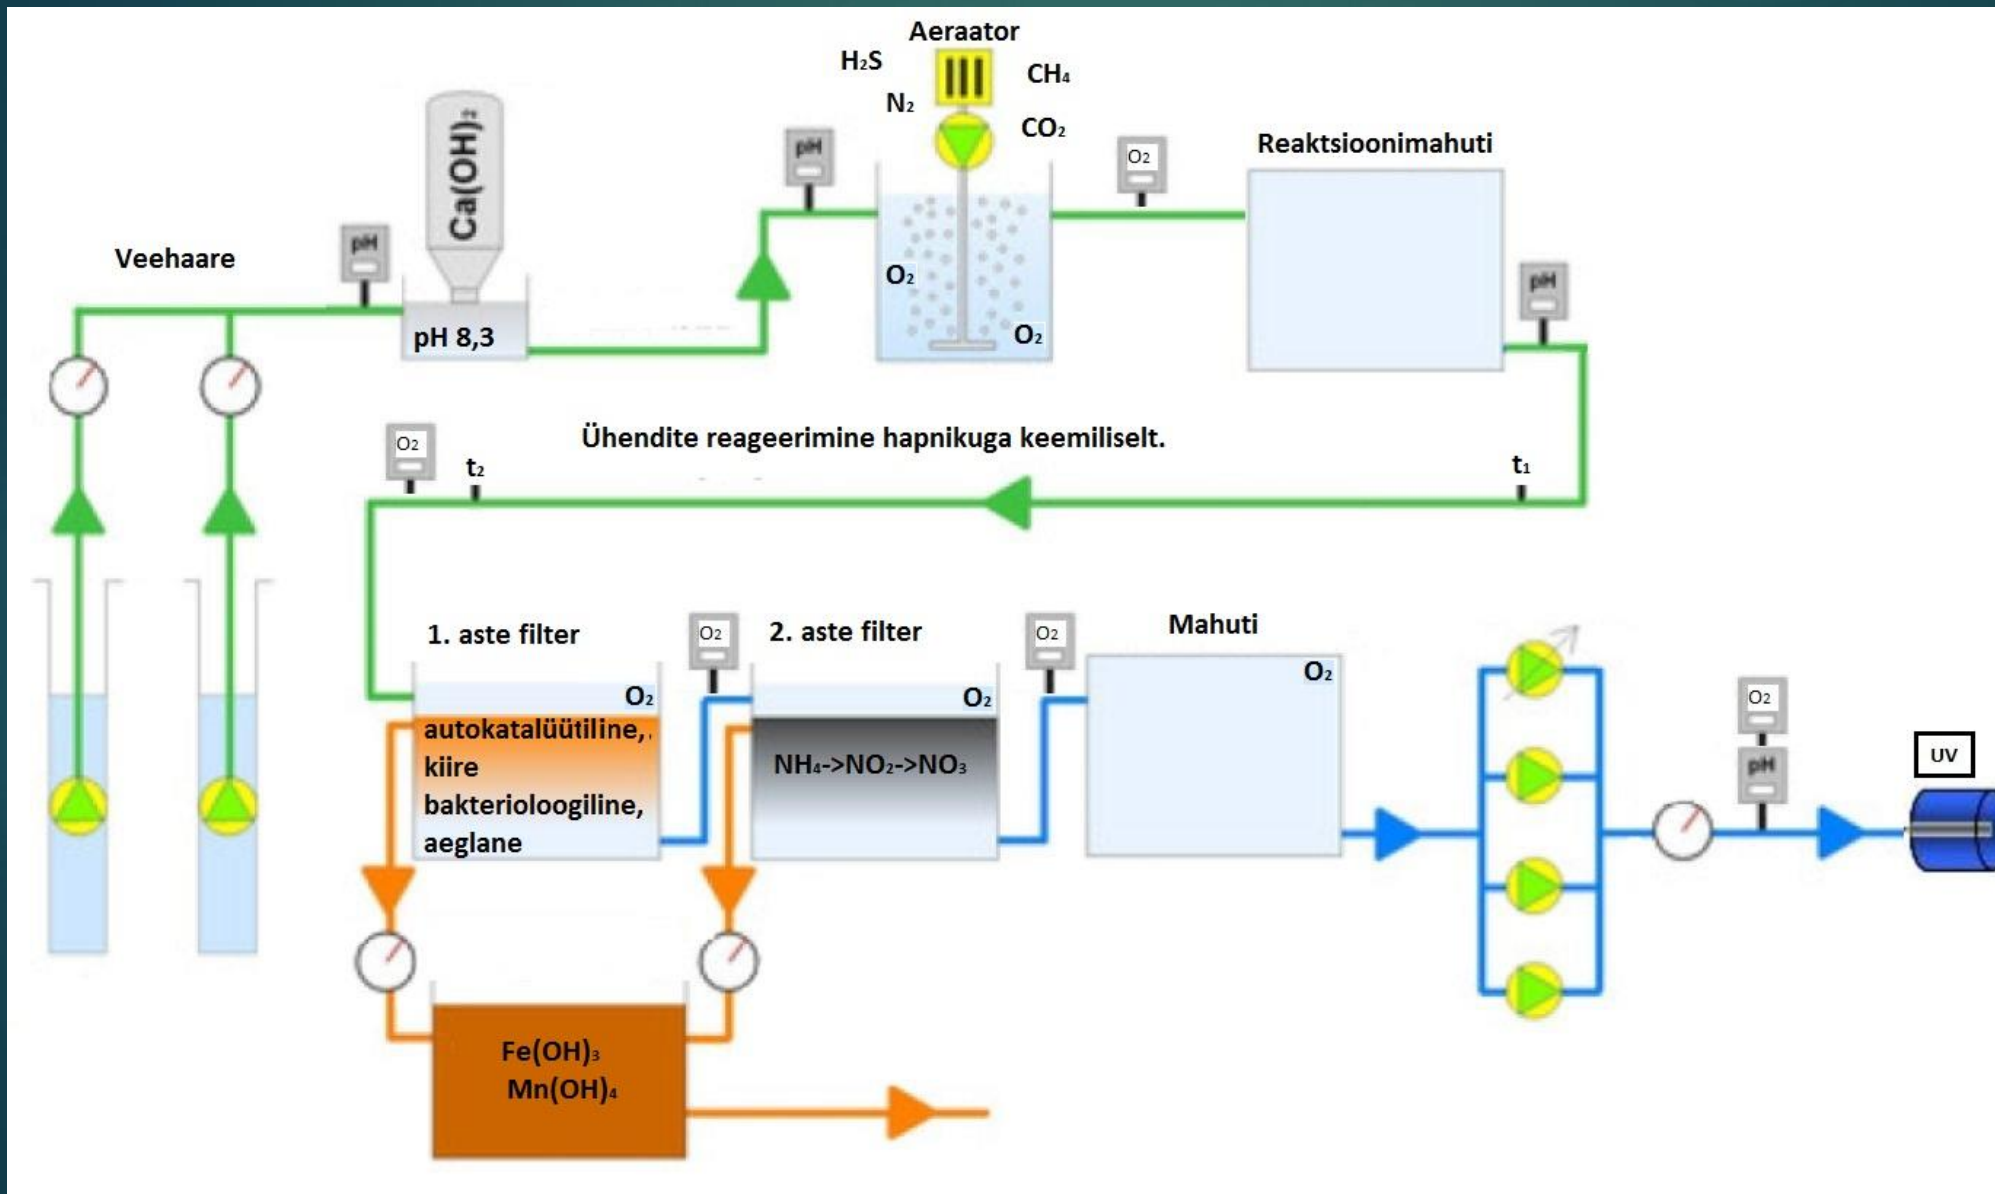 Aeraator
H₂S
CH₄
N₂
CO₂
Ca(OH)₂
pH
O₂
Reaktsioonimahuti
Veehaare
pH
pH 8,3
O₂
O₂
pH
O₂
t₂
Ühendite reageerimine hapnikuga keemiliselt.
t₁
1. aste filter
O₂
2. aste filter
O₂
Mahuti
O₂
O₂
O₂
autokatalüütiline,.
kiire
bakterioloogiline,
aeglane
NH₄->NO₂->NO₃
O₂
pH
UV
Fe(OH)₃
Mn(OH)₄